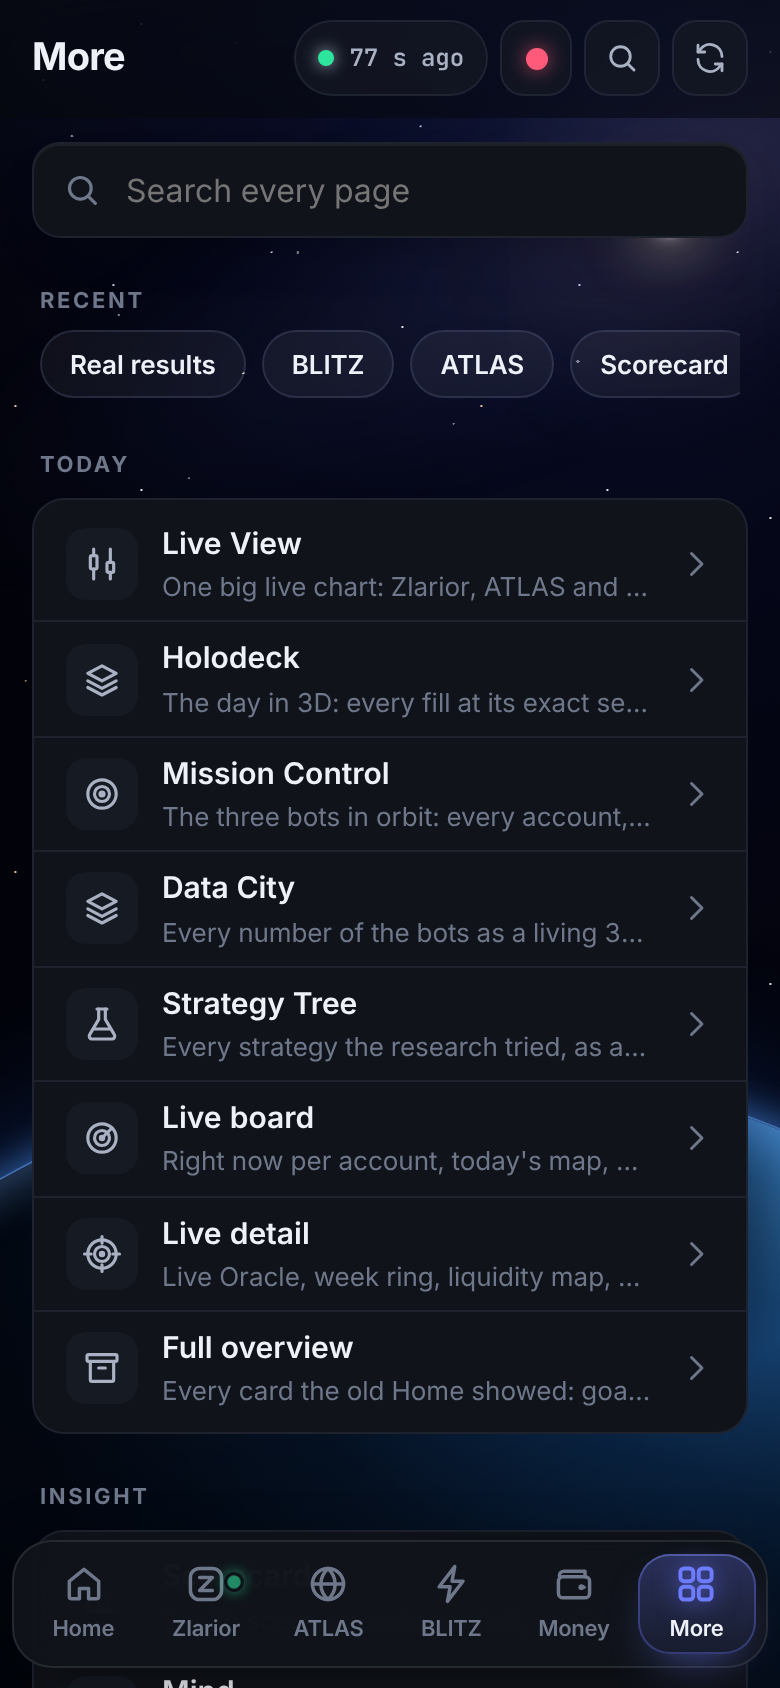 More
77 s ago
Search every page
RECENT
Real results
BLITZ
ATLAS
Scorecard
TODAY
Live View
One big live chart: Zlarior, ATLAS and ...
Holodeck
The day in 3D: every fill at its exact se...
Mission Control
The three bots in orbit: every account,...
Data City
Every number of the bots as a living 3...
Strategy Tree
Every strategy the research tried, as a...
Live board
Right now per account, today's map, ...
Live detail
Live Oracle, week ring, liquidity map, ...
Full overview
Every card the old Home showed: goa...
INSIGHT
Home
Zlarior
ATLAS
BLITZ
Money
More